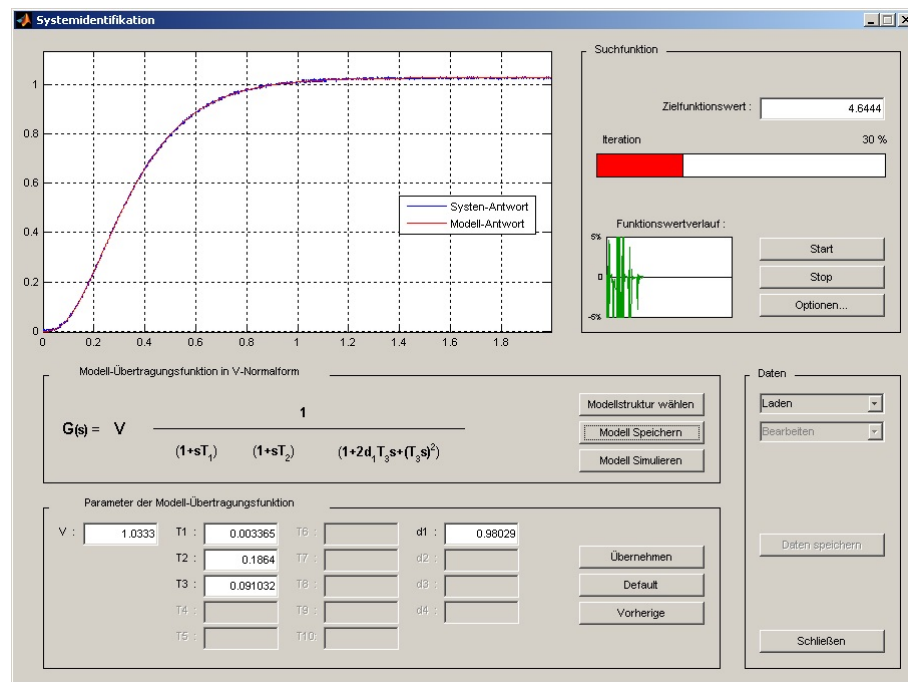 Systemidentifikation
1
0.8
0.6
0.4
0.2
0
0 0.2 0.4 0.6 0.8 1.0 1.2 1.4 1.6 1.8
Systen-Antwort
Modell-Antwort
Suchfunktion
Zielfunktionswert : 4.6444
Iteration 30 %
Funktionswertverlauf :
5%
0
-5%
Start
Stop
Optionen...
Modell-Übertragungsfunktion in V-Normform
G(s) = V 1
(1+sT1) (1+sT2) (1+2d1T3s+(T3s)²)
Modellstruktur wählen
Modell Speichern
Modell Simulieren
Daten
Laden
Bearbeiten
Daten speichern
Schließen
Parameter der Modell-Übertragungsfunktion
V : 1.0333 T1 : 0.003365 T6 : d1 : 0.98029
T2 : 0.1864 T7 : d2 :
T3 : 0.091032 T8 : d3 :
T4 : T9 : d4 :
T5 : T10:
Übernehmen
Default
Vorherige